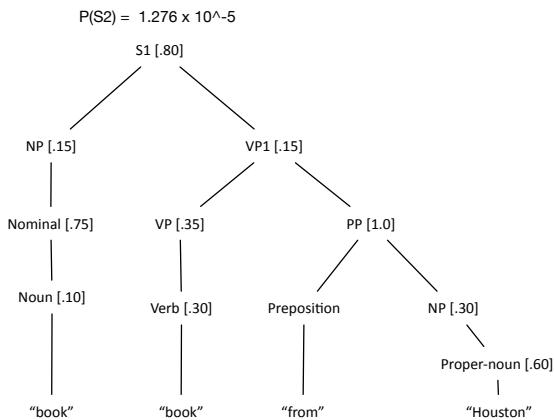 P(S2) = 1.276 x 10^-5
S1 [.80]
NP [.15] VP1 [.15]
Nominal [.75] VP [.35] PP [1.0]
Noun [.10] Verb [.30] Preposition NP [.30]
Proper-noun [.60]
“book” “book” “from” “Houston”